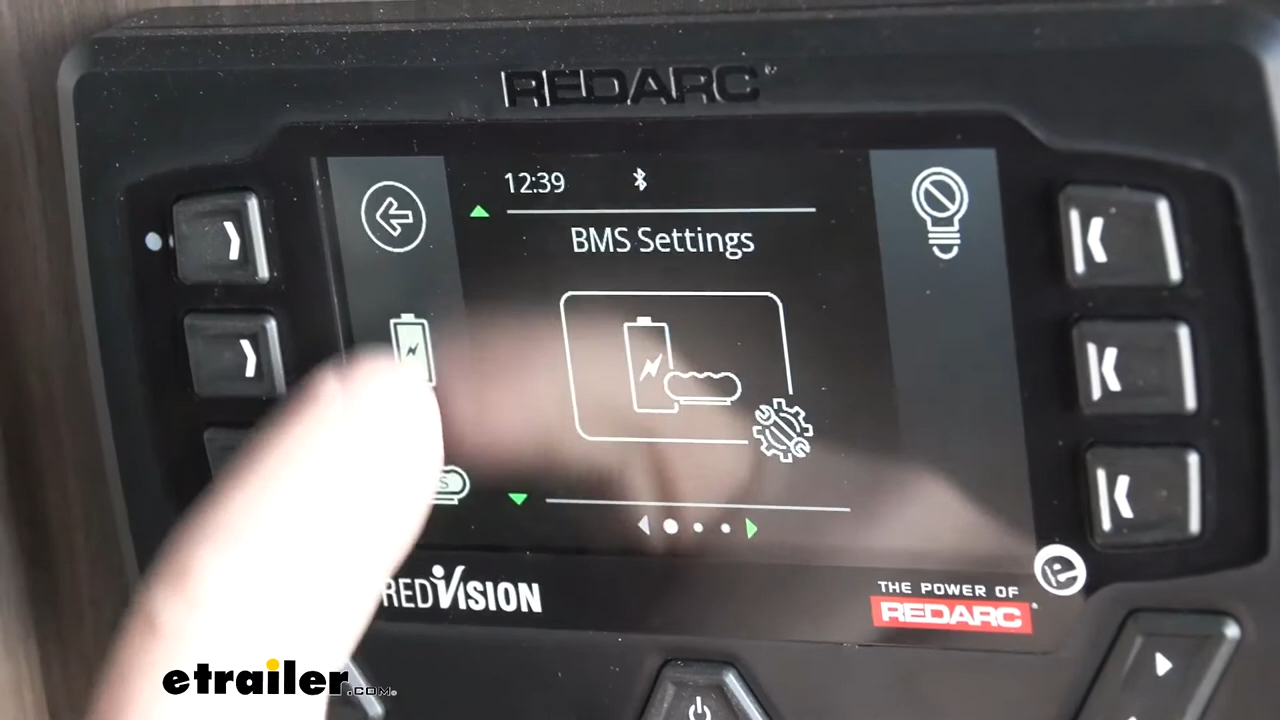 REDARC
12:39
BMS Settings
S
REDVISION
THE POWER OF
REDARC
etrailer.com